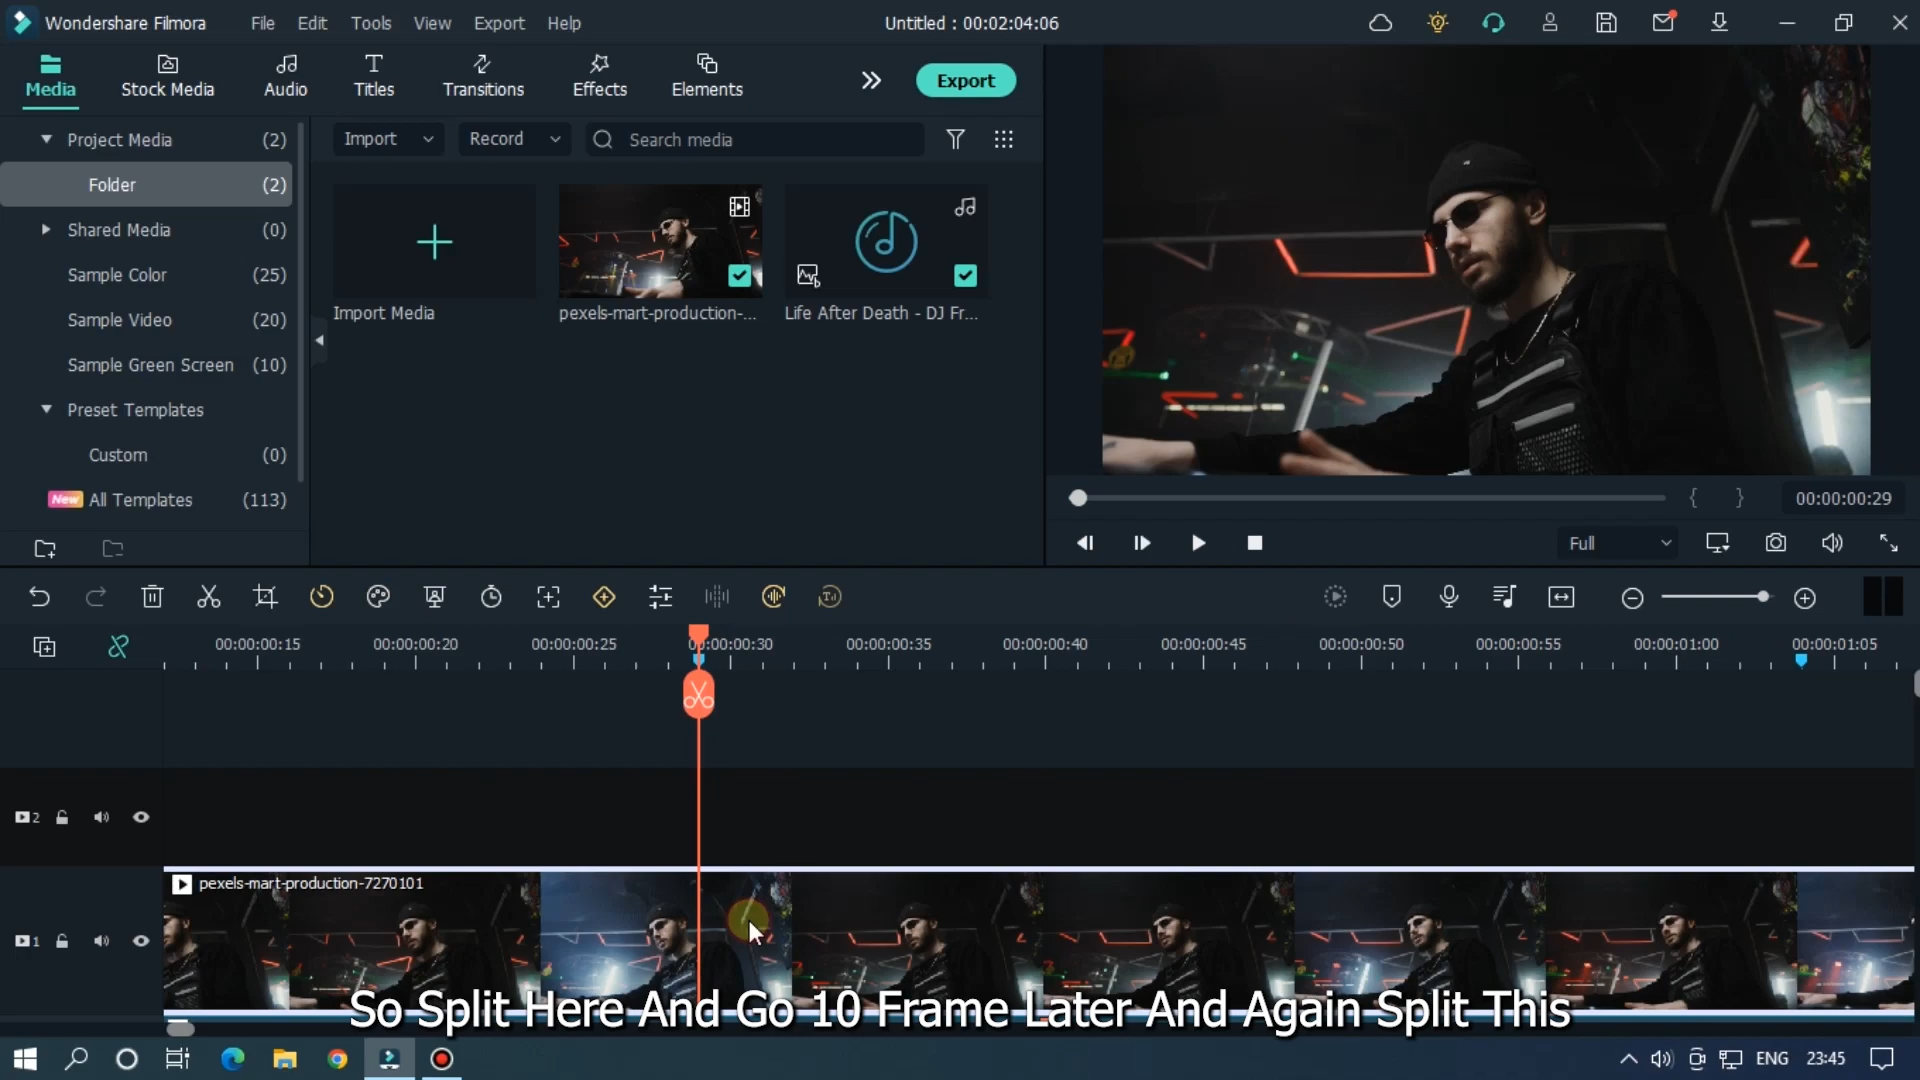 Wondershare Filmora File Edit Tools View Export Help Untitled : 00:02:04:06
Media Stock Media Audio Titles Transitions Effects Elements Export
Project Media (2)
Folder (2)
Shared Media (0)
Sample Color (25)
Sample Video (20)
Sample Green Screen (10)
Preset Templates
Custom (0)
New All Templates (113)
Import Record Search media
Import Media pexels-mart-production-... Life After Death - DJ Fr...
00:00:00:29
Full
00:00:00:15 00:00:00:20 00:00:00:25 00:00:00:30 00:00:00:35 00:00:00:40 00:00:00:45 00:00:00:50 00:00:00:55 00:00:01:00 00:00:01:05
2
pexels-mart-production-7270101
1
So Split Here And Go 10 Frame Later And Again Split This
ENG 23:45